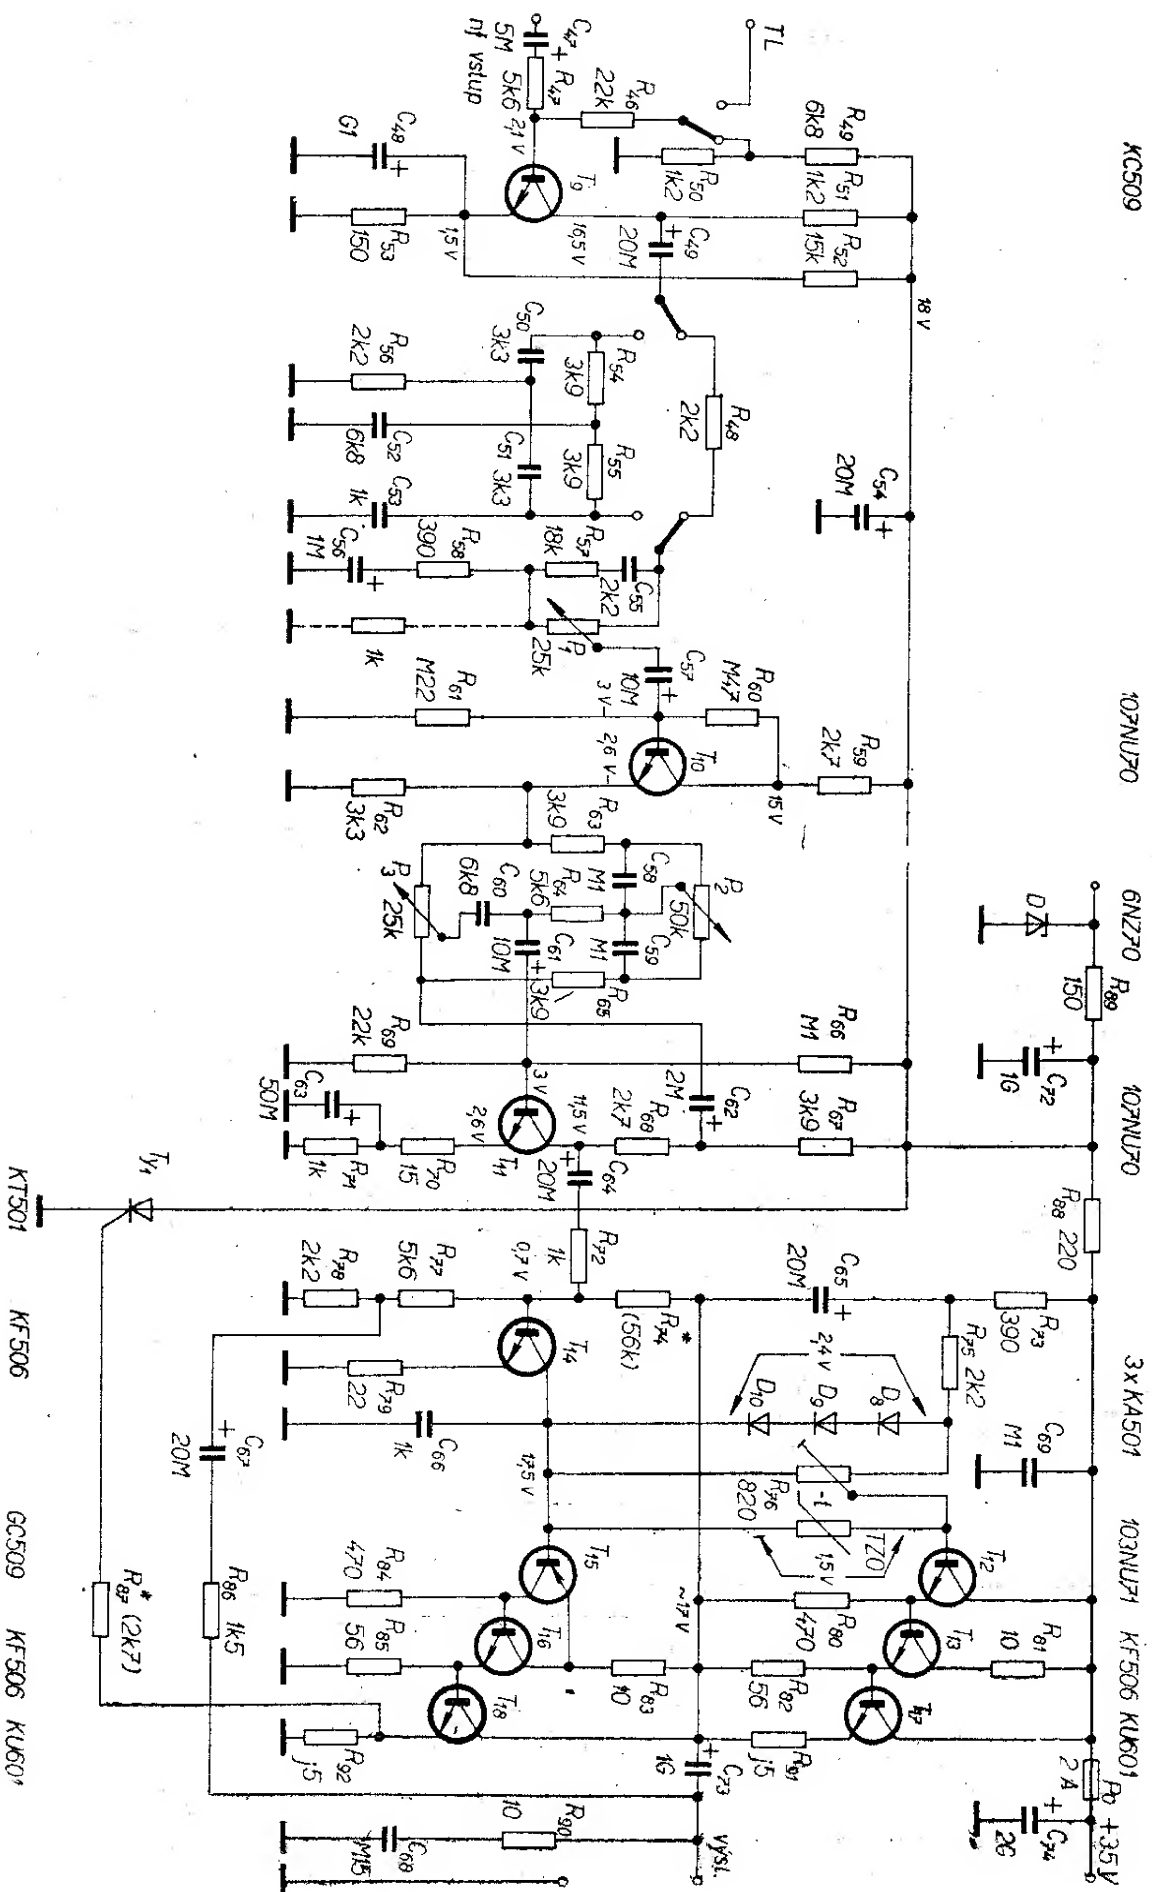 KC509
107NU70
6NZ70
107NU70
3xKA501
103NU71
KF506
KU601
TL
C47
5M
nf vstup
R47
5k6
R46
22k
2,1 V
R49
6k8
R50
1k2
R51
1k2
R52
15k
T9
16,5 V
1,5 V
C48
G1
R53
150
C49
20M
18 V
C50
3k3
R54
3k9
R55
3k9
C51
3k3
R56
2k2
C52
6k8
C53
1k
R48
2k2
C54
20M
R57
18k
C55
2k2
R58
390
C56
1M
P1
25k
1k
C57
10M
3 V
2,6 V
R60
M47
R61
M22
T10
R59
2k7
15 V
R62
3k3
R63
3k9
C58
M1
P2
50k
R64
5k6
C59
M1
C60
6k8
P3
25k
C61
10M
R65
3k9
D
R89
150
C72
1G
R66
M1
R67
3k9
C62
2M
R68
2k7
11,5 V
R69
22k
3 V
2,6 V
T11
C63
50M
R70
15
R71
1k
C64
20M
R72
1k
0,7 V
Ty1
KT501
R88
220
C65
20M
R73
390
R74*
(56k)
R75
2k2
2,4 V
D8
D9
D10
R77
5k6
R78
2k2
T14
R79
22
C66
1k
C67
20M
17,5 V
R76
820
-t
TZ0
1,5 V
C69
M1
T12
T13
T15
T16
T17
T18
R80
470
R81
10
R82
56
R83
10
R84
470
R85
56
~17 V
R86
1k5
R87* (2k7)
R91
j5
R92
j5
C73
1G
R90
10
C68
M15
výst.
Po
2 A
+35 V
C74
2G
KF506
GC509
KF506
KU601